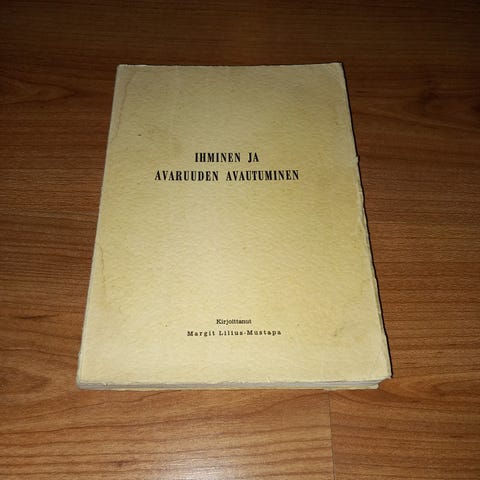 IHMINEN JA
AVARUUDEN AVAUTUMINEN
Kirjoittanut
Margit Lilius-Mustapa